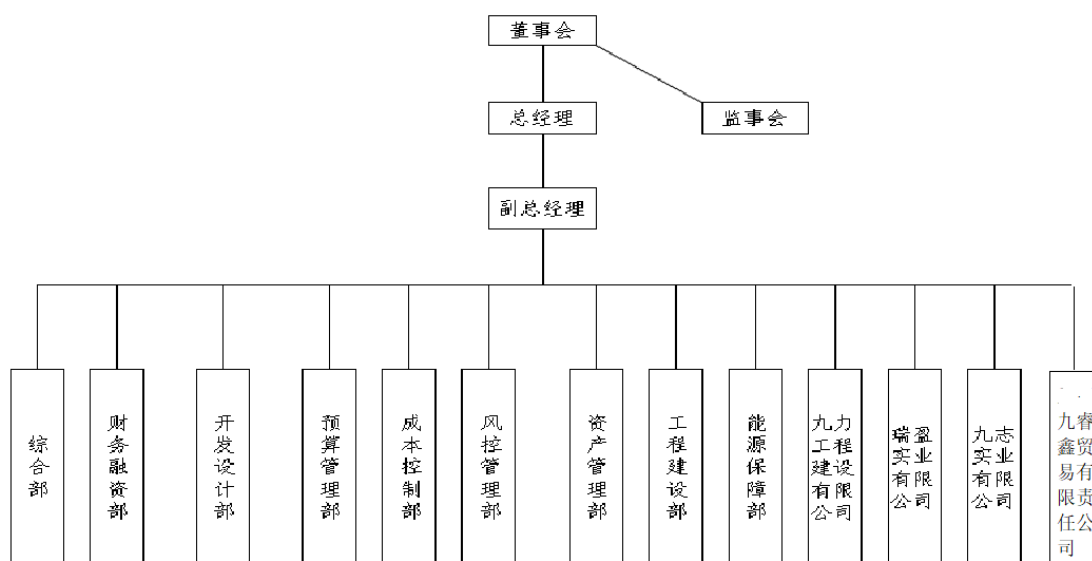 董事会
总经理
监事会
副总经理
综合部
财务融资部
开发设计部
预算管理部
成本控制部
风控管理部
资产管理部
工程建设部
能源保障部
九力工程建设有限公司
瑞盈实业有限公司
九志实业有限公司
九睿鑫贸易有限责任公司